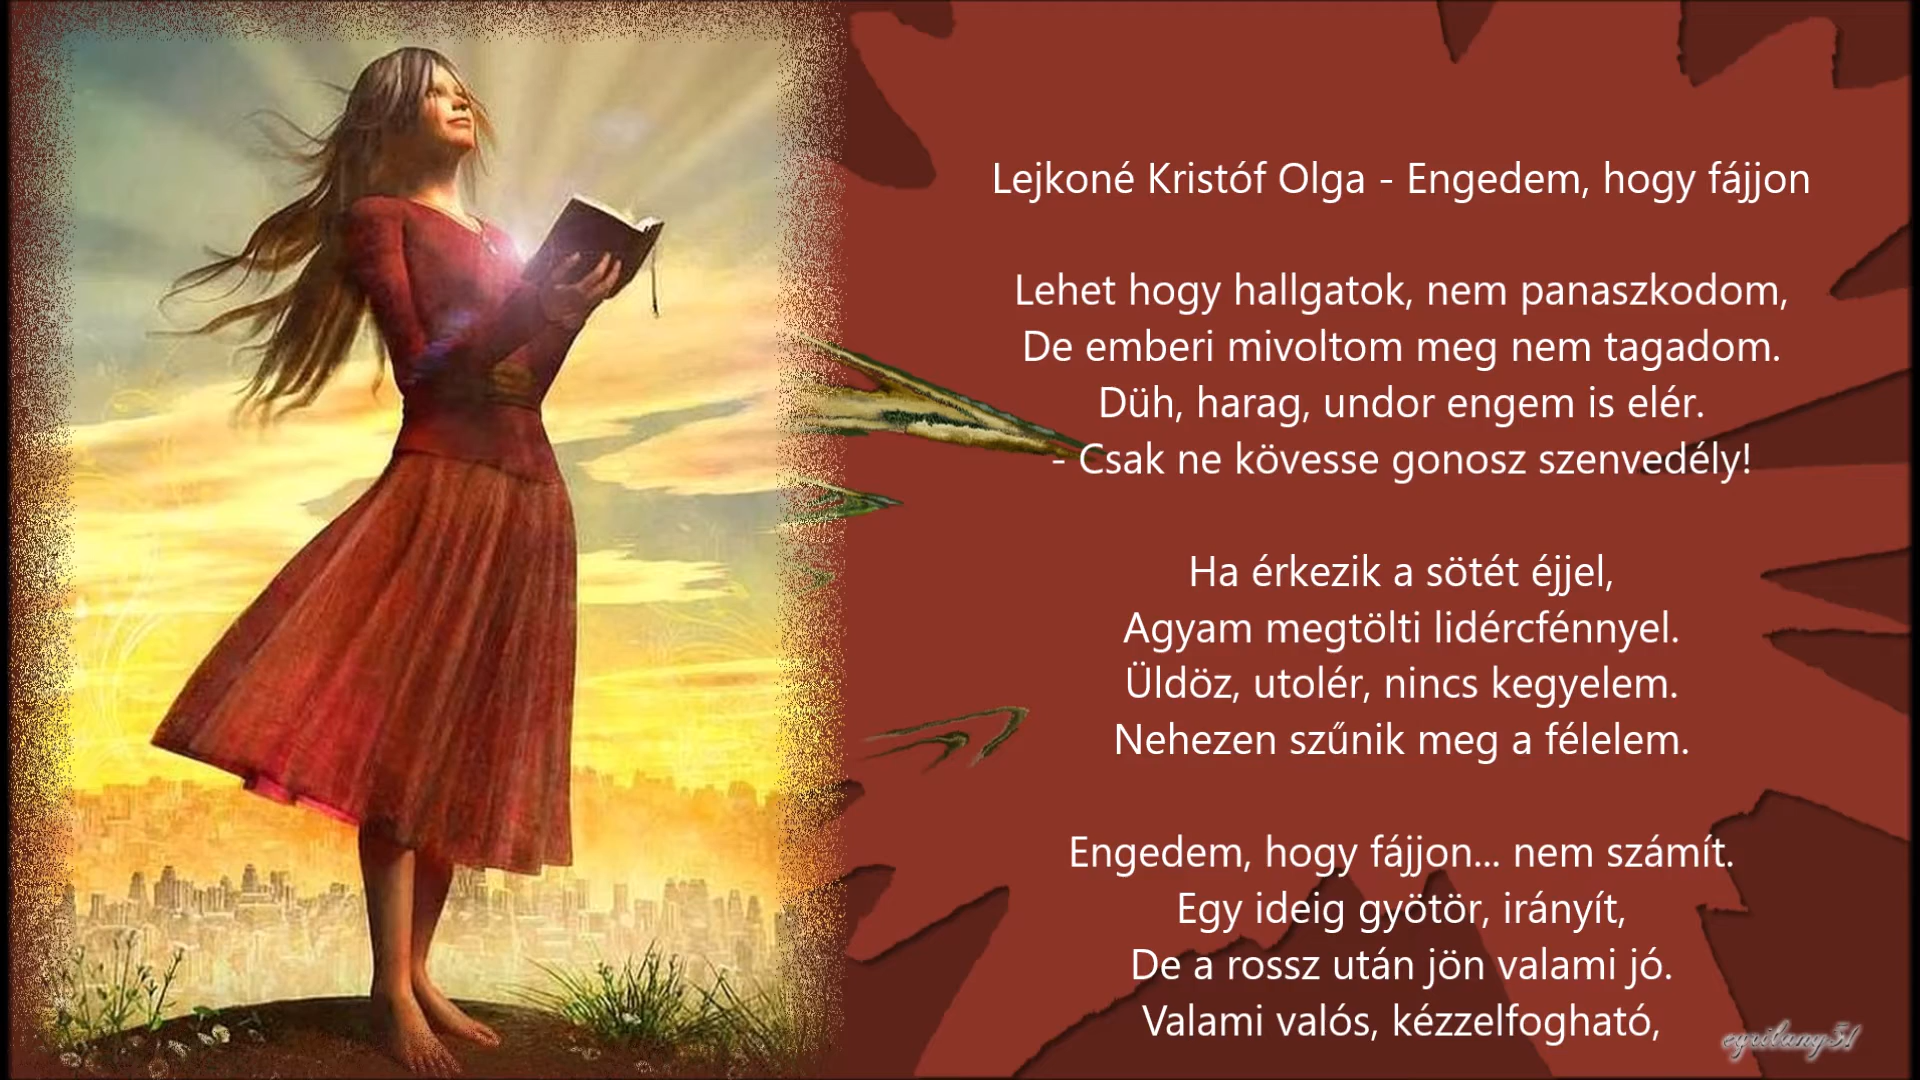 Lejkoné Kristóf Olga - Engedem, hogy fájjon
Lehet hogy hallgatok, nem panaszkodom,
De emberi mivoltom meg nem tagadom.
Düh, harag, undor engem is elér.
- Csak ne kövesse gonosz szenvedély!
Ha érkezik a sötét éjjel,
Agyam megtölti lidércfénnyel.
Üldöz, utolér, nincs kegyelem.
Nehezen szűnik meg a félelem.
Engedem, hogy fájjon... nem számít.
Egy ideig gyötör, irányít,
De a rossz után jön valami jó.
Valami valós, kézzelfogható,
egrilany51